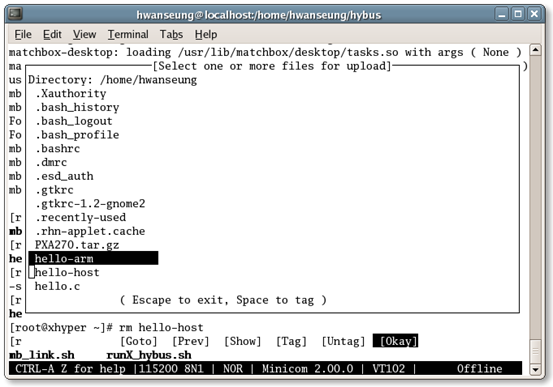 hwanseung@localhost:/home/hwanseung/hybus
File Edit View Terminal Tabs Help
matchbox-desktop: loading /usr/lib/matchbox/desktop/tasks.so with args ( None )
ma [Select one or more files for upload] )
us Directory: /home/hwanseung
mb .Xauthority
mb .bash_history
Fo .bash_logout
Fo .bash_profile
mb .bashrc
mb .dmrc
mb .esd_auth
mb .gtkrc
.gtkrc-1.2-gnome2
[r .recently-used
mb .rhn-applet.cache
[r PXA270.tar.gz
he hello-arm
[r hello-host
-s hello.c
[r ( Escape to exit, Space to tag )
he
[root@xhyper ~]# rm hello-host
[r [Goto] [Prev] [Show] [Tag] [Untag] [Okay]
mb_link.sh runX_hybus.sh
CTRL-A Z for help |115200 8N1 | NOR | Minicom 2.00.0 | VT102 | Offline